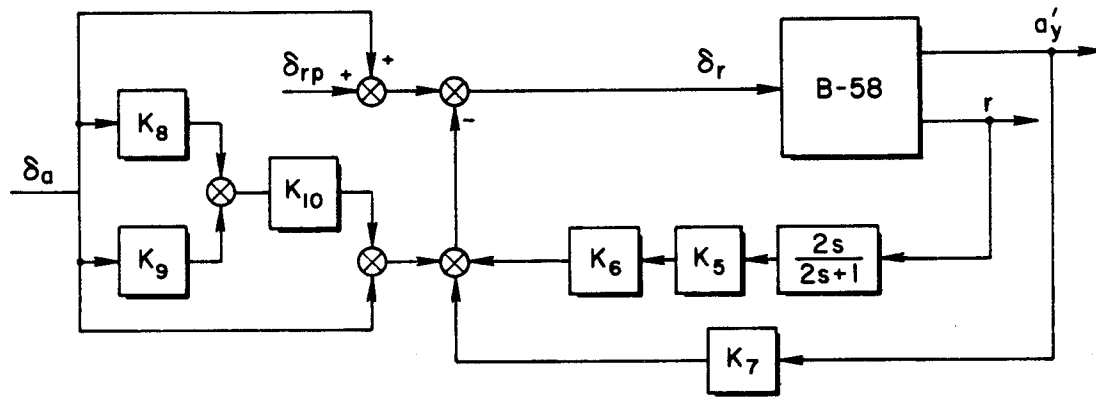 a′y
δrp + +
δr
B-58
-
r
K8
δa
K10
K9
K6
K5
2s
2s+1
K7